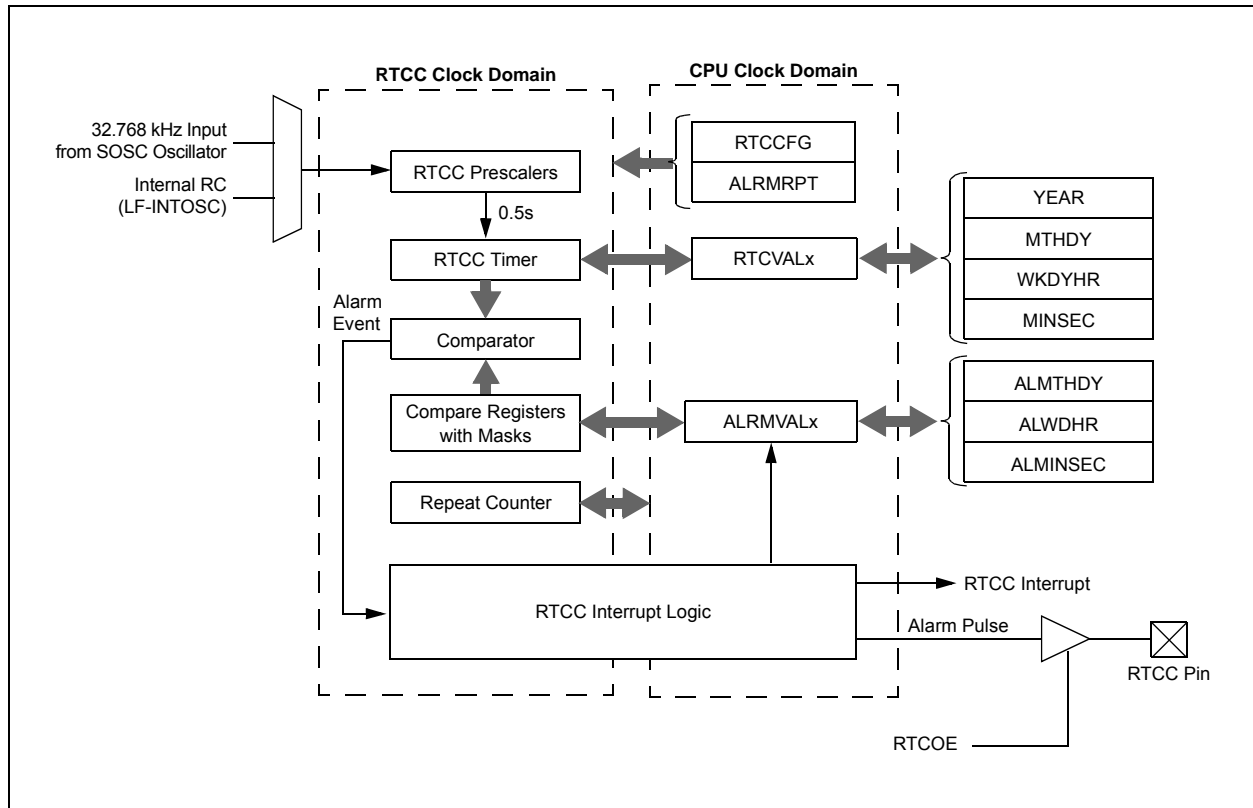 RTCC Clock Domain
CPU Clock Domain
32.768 kHz Input
from SOSC Oscillator
Internal RC
(LF-INTOSC)
RTCC Prescalers
0.5s
RTCC Timer
Alarm
Event
Comparator
Compare Registers
with Masks
Repeat Counter
RTCC Interrupt Logic
RTCCFG
ALRMRPT
RTCVALx
ALRMVALx
YEAR
MTHDY
WKDYHR
MINSEC
ALMTHDY
ALWDHR
ALMINSEC
RTCC Interrupt
Alarm Pulse
RTCC Pin
RTCOE